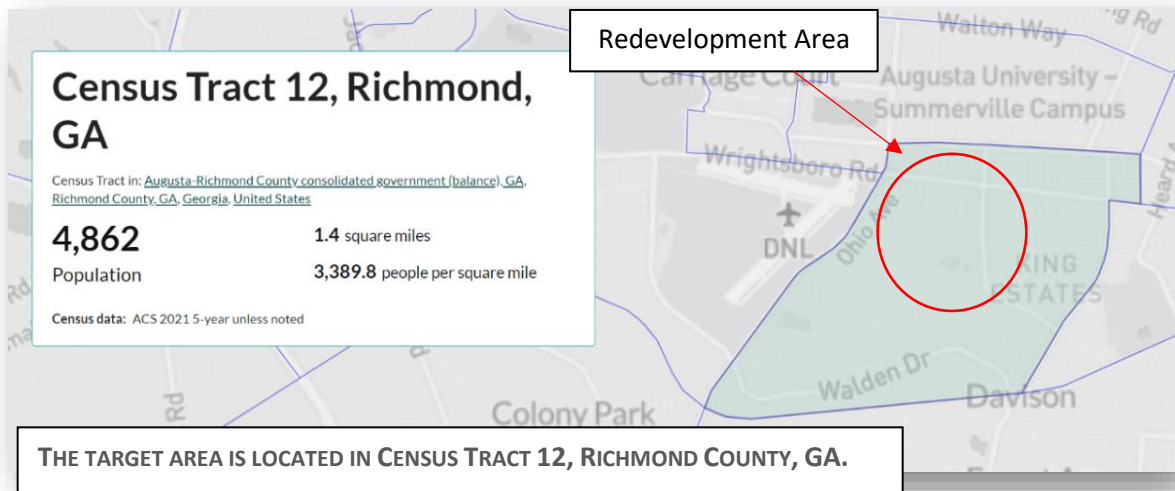 Redevelopment Area
Census Tract 12, Richmond,
GA
Census Tract in: Augusta-Richmond County consolidated government (balance), GA,
Richmond County, GA, Georgia, United States
4,862
Population
1.4 square miles
3,389.8 people per square mile
Census data: ACS 2021 5-year unless noted
Walton Way
Augusta University –
Summerville Campus
Wrightsboro Rd
Heard A
DNL
Ohio Ave
KING
ESTATES
Walden Dr
Davison
Colony Park
Rd
Rd
THE TARGET AREA IS LOCATED IN CENSUS TRACT 12, RICHMOND COUNTY, GA.